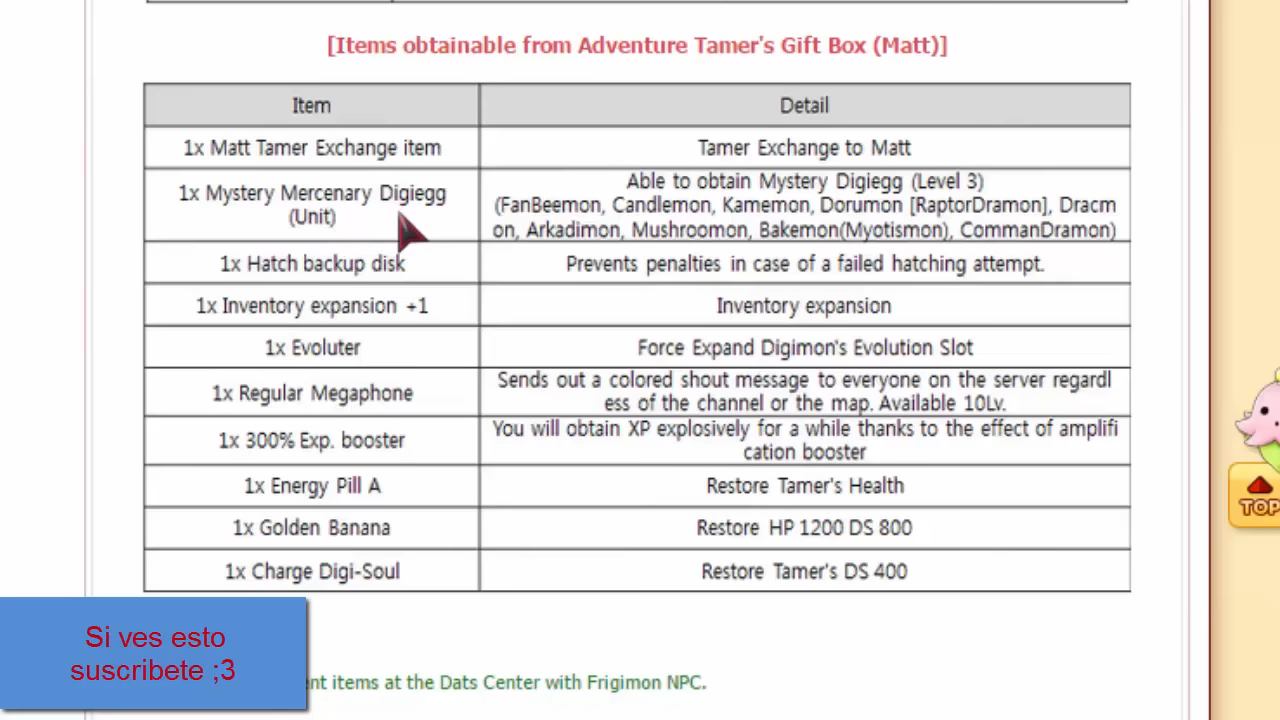 [Items obtainable from Adventure Tamer's Gift Box (Matt)]
Item Detail
1x Matt Tamer Exchange item Tamer Exchange to Matt
1x Mystery Mercenary Digiegg
(Unit)
Able to obtain Mystery Digiegg (Level 3)
(FanBeemon, Candlemon, Kamemon, Dorumon [RaptorDramon], Dracm
on, Arkadimon, Mushroomon, Bakemon(Myotismon), CommanDramon)
1x Hatch backup disk Prevents penalties in case of a failed hatching attempt.
1x Inventory expansion +1 Inventory expansion
1x Evoluter Force Expand Digimon's Evolution Slot
1x Regular Megaphone
Sends out a colored shout message to everyone on the server regardl
ess of the channel or the map. Available 10Lv.
1x 300% Exp. booster
You will obtain XP explosively for a while thanks to the effect of amplifi
cation booster
1x Energy Pill A Restore Tamer's Health
1x Golden Banana Restore HP 1200 DS 800
1x Charge Digi-Soul Restore Tamer's DS 400
TOP
Si ves esto
suscribete ;3
items at the Dats Center with Frigimon NPC.